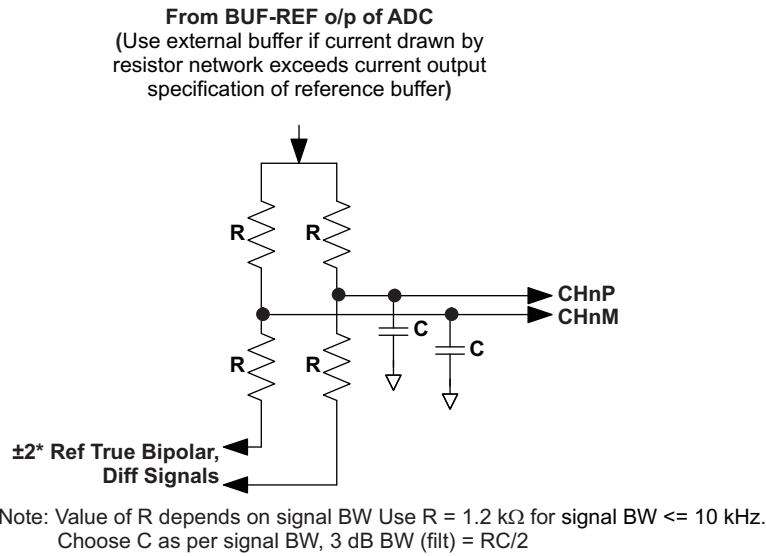 From BUF-REF o/p of ADC
(Use external buffer if current drawn by
resistor network exceeds current output
specification of reference buffer)
R
R
CHnP
CHnM
C
C
R
R
±2* Ref True Bipolar,
Diff Signals
Note: Value of R depends on signal BW Use R = 1.2 kΩ for signal BW <= 10 kHz.
Choose C as per signal BW, 3 dB BW (filt) = RC/2